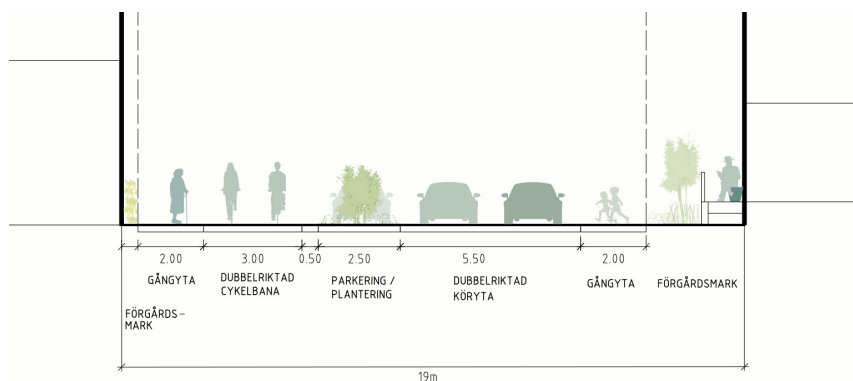 2.00 3.00 0.50 2.50 5.50 2.00
GÅNGYTA
DUBBELRIKTAD
CYKELBANA
PARKERING /
PLANTERING
DUBBELRIKTAD
KÖRYTA
GÅNGYTA
FÖRGÅRDSMARK
FÖRGÅRDS-
MARK
19m